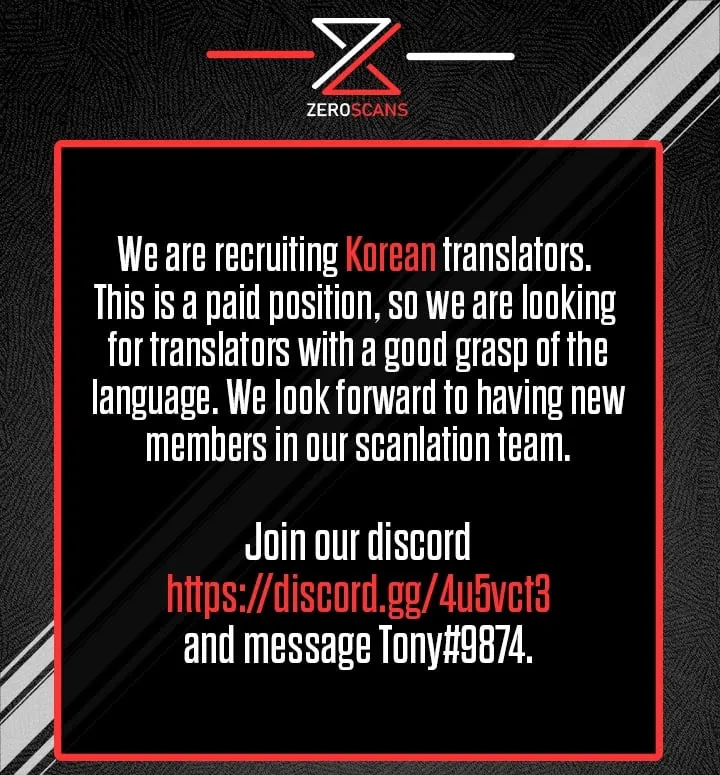 ZEROSCANS
We are recruiting Korean translators.
This is a paid position, so we are looking
for translators with a good grasp of the
language. We look forward to having new
members in our scanlation team.
Join our discord
https://discord.gg/4u5vct3
and message Tony#9874.